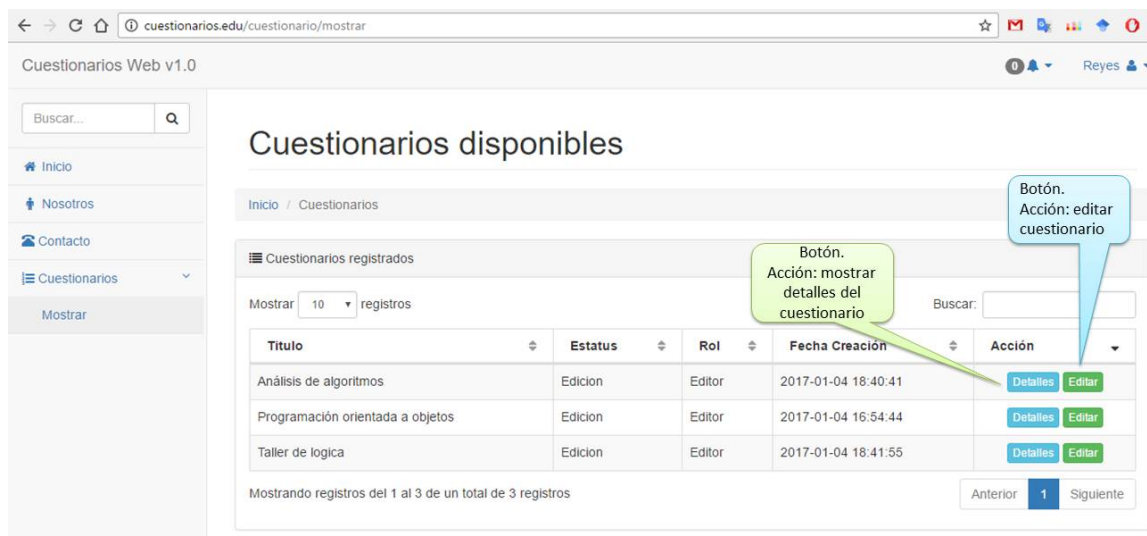 cuestionarios.edu/cuestionario/mostrar
Cuestionarios Web v1.0
0
Reyes
Buscar...
Inicio
Nosotros
Contacto
Cuestionarios
Mostrar
Cuestionarios disponibles
Inicio / Cuestionarios
Botón.
Acción: editar
cuestionario
Cuestionarios registrados
Botón.
Acción: mostrar
detalles del
cuestionario
Mostrar 10 registros
Buscar:
Titulo Estatus Rol Fecha Creación Acción
Análisis de algoritmos Edicion Editor 2017-01-04 18:40:41 Detalles Editar
Programación orientada a objetos Edicion Editor 2017-01-04 16:54:44 Detalles Editar
Taller de logica Edicion Editor 2017-01-04 18:41:55 Detalles Editar
Mostrando registros del 1 al 3 de un total de 3 registros
Anterior 1 Siguiente